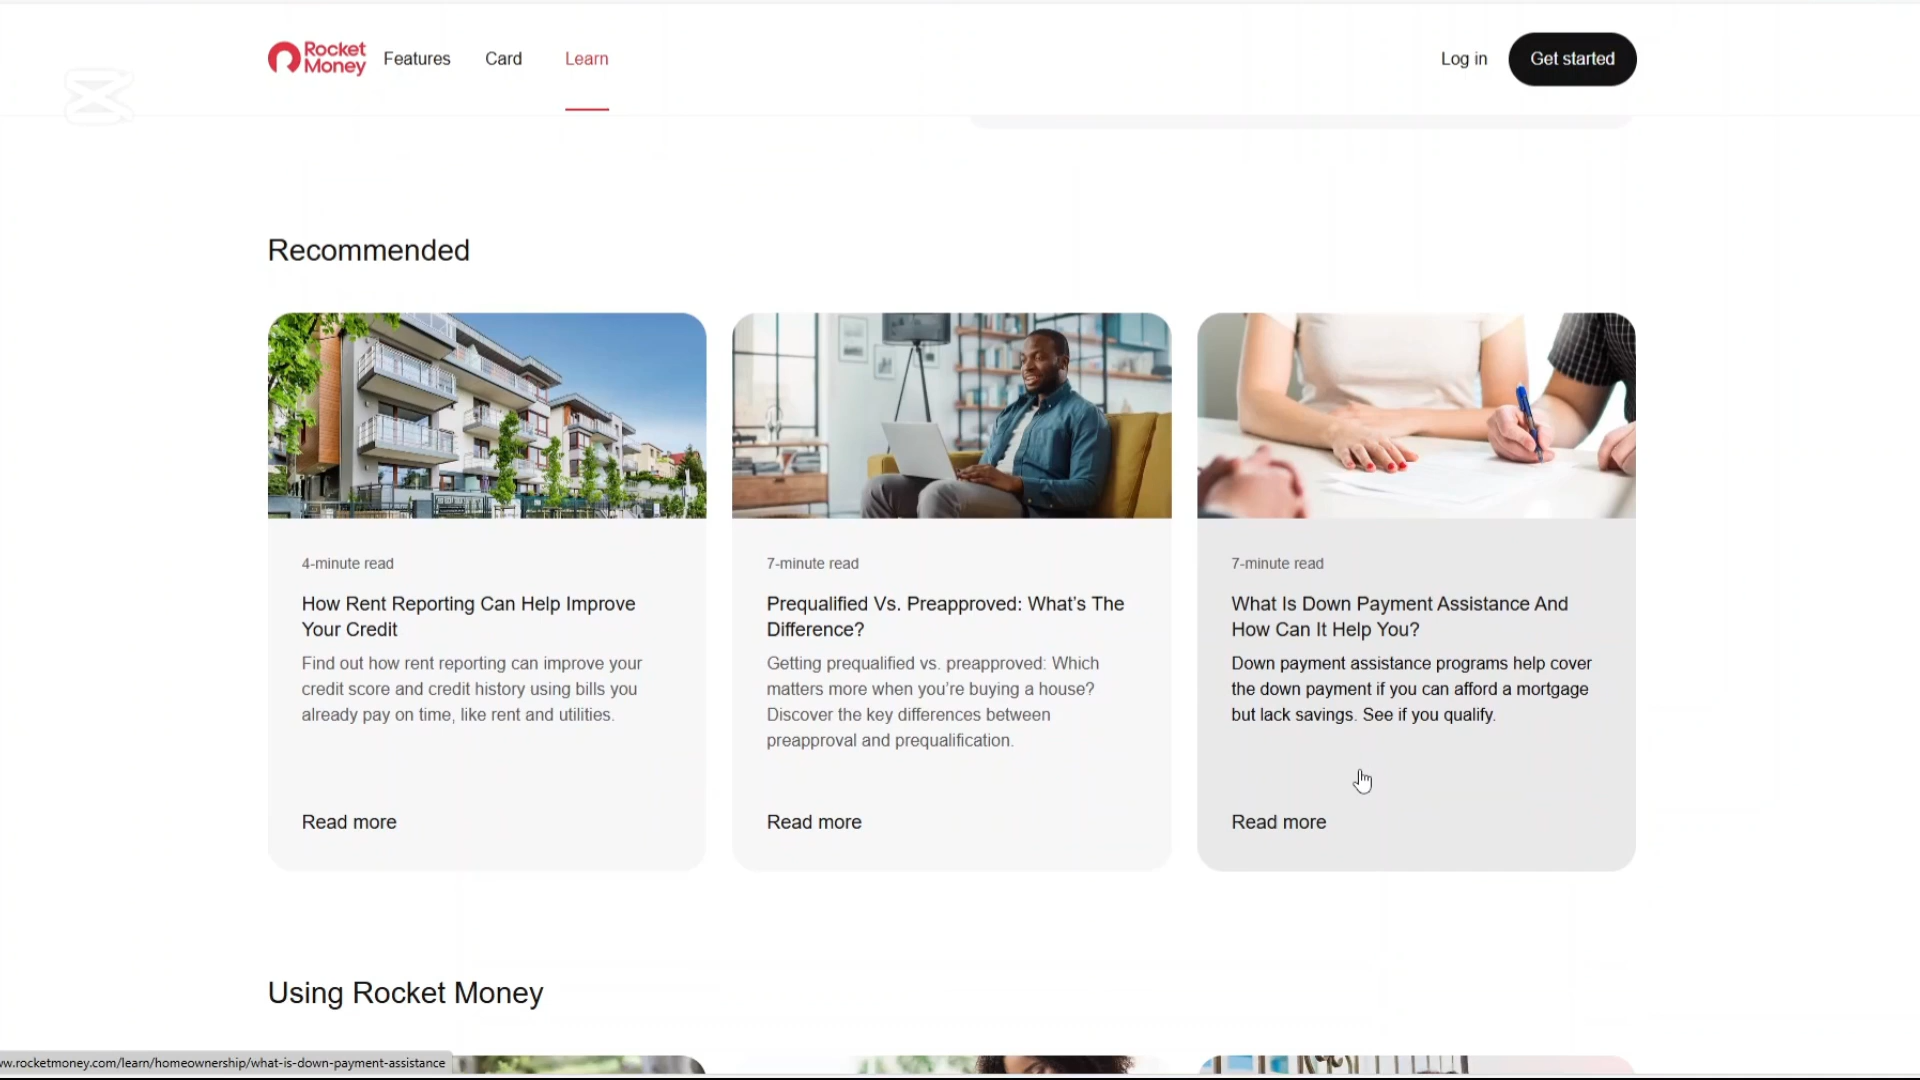 Rocket
Money
Features
Card
Learn
Log in
Get started
Recommended
4-minute read
How Rent Reporting Can Help Improve
Your Credit
Find out how rent reporting can improve your
credit score and credit history using bills you
already pay on time, like rent and utilities.
Read more
7-minute read
Prequalified Vs. Preapproved: What's The
Difference?
Getting prequalified vs. preapproved: Which
matters more when you're buying a house?
Discover the key differences between
preapproval and prequalification.
Read more
7-minute read
What Is Down Payment Assistance And
How Can It Help You?
Down payment assistance programs help cover
the down payment if you can afford a mortgage
but lack savings. See if you qualify.
Read more
Using Rocket Money
ww.rocketmoney.com/learn/homeownership/what-is-down-payment-assistance